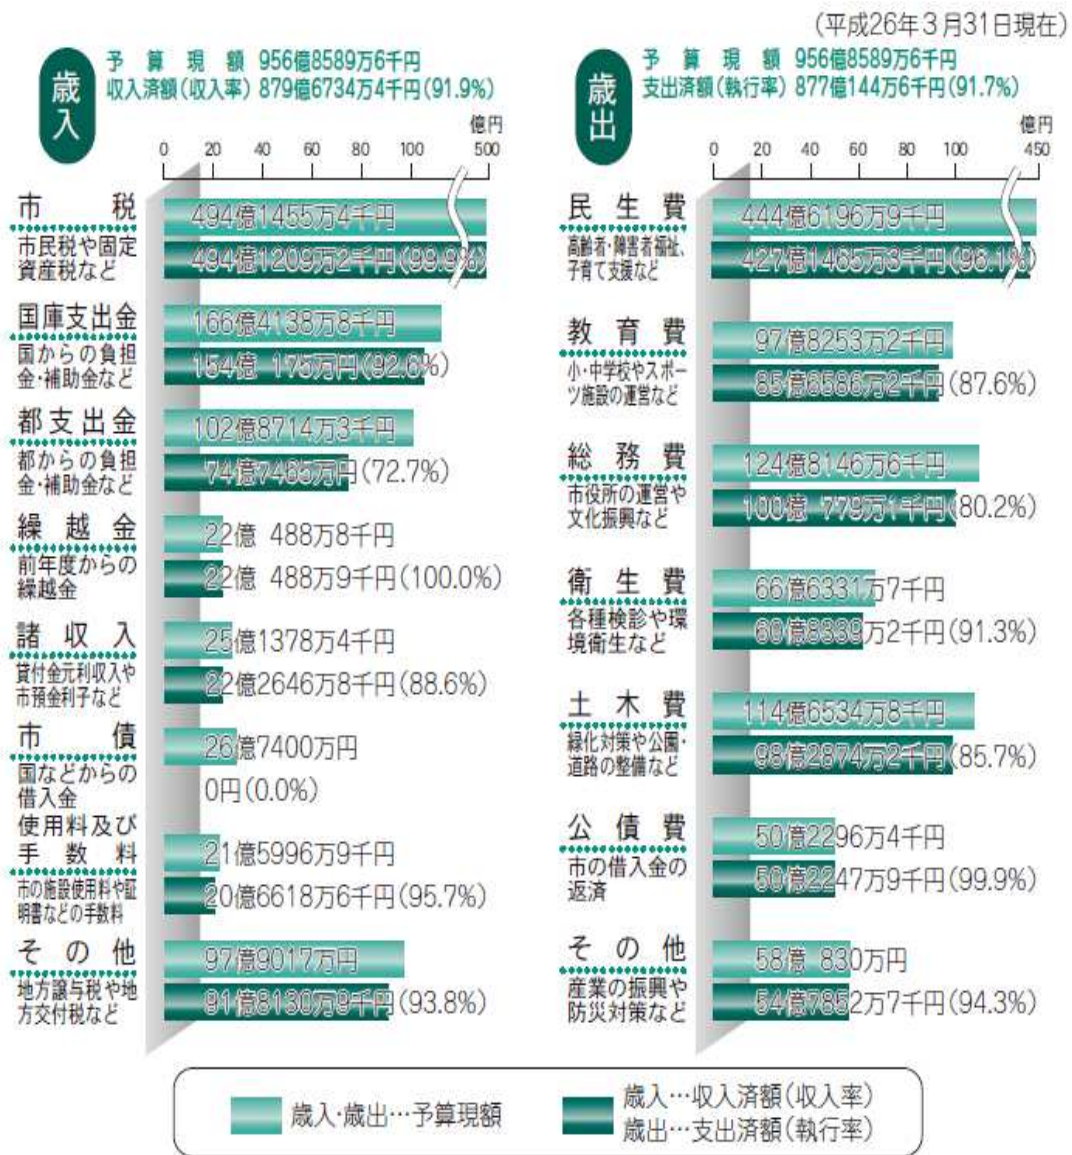 (平成26年3月31日現在)
歳入
予算現額 956億8589万6千円
収入済額(収入率) 879億6734万4千円(91.9%)
億円
0 20 40 60 80 100 500
市税
市民税や固定
資産税など
494億1455万4千円
494億1209万2千円(99.9%)
国庫支出金
国からの負担
金・補助金など
166億4138万8千円
154億 175万円(92.6%)
都支出金
都からの負担
金・補助金など
102億8714万3千円
74億7465万円(72.7%)
繰越金
前年度からの
繰越金
22億 488万8千円
22億 488万9千円(100.0%)
諸収入
貸付金元利収入や
市預金利子など
25億1378万4千円
22億2646万8千円(88.6%)
市債
国などからの
借入金
26億7400万円
0円(0.0%)
使用料及び
手数料
市の施設使用料や証
明書などの手数料
21億5996万9千円
20億6618万6千円(95.7%)
その他
地方譲与税や地
方交付税など
97億9017万円
91億8130万9千円(93.8%)
歳出
予算現額 956億8589万6千円
支出済額(執行率) 877億144万6千円(91.7%)
億円
0 20 40 60 80 100 450
民生費
高齢者・障害者福祉、
子育て支援など
444億6196万9千円
427億1465万3千円(96.1%)
教育費
小・中学校やスポー
ツ施設の運営など
97億8253万2千円
85億6586万2千円(87.6%)
総務費
市役所の運営や
文化振興など
124億8146万6千円
100億 779万1千円(80.2%)
衛生費
各種検診や環
境衛生など
66億6331万7千円
60億8339万2千円(91.3%)
土木費
緑化対策や公園・
道路の整備など
114億6534万8千円
98億2874万2千円(85.7%)
公債費
市の借入金の
返済
50億2296万4千円
50億2247万9千円(99.9%)
その他
産業の振興や
防災対策など
58億 830万円
54億7852万7千円(94.3%)
歳入・歳出…予算現額
歳入…収入済額(収入率)
歳出…支出済額(執行率)